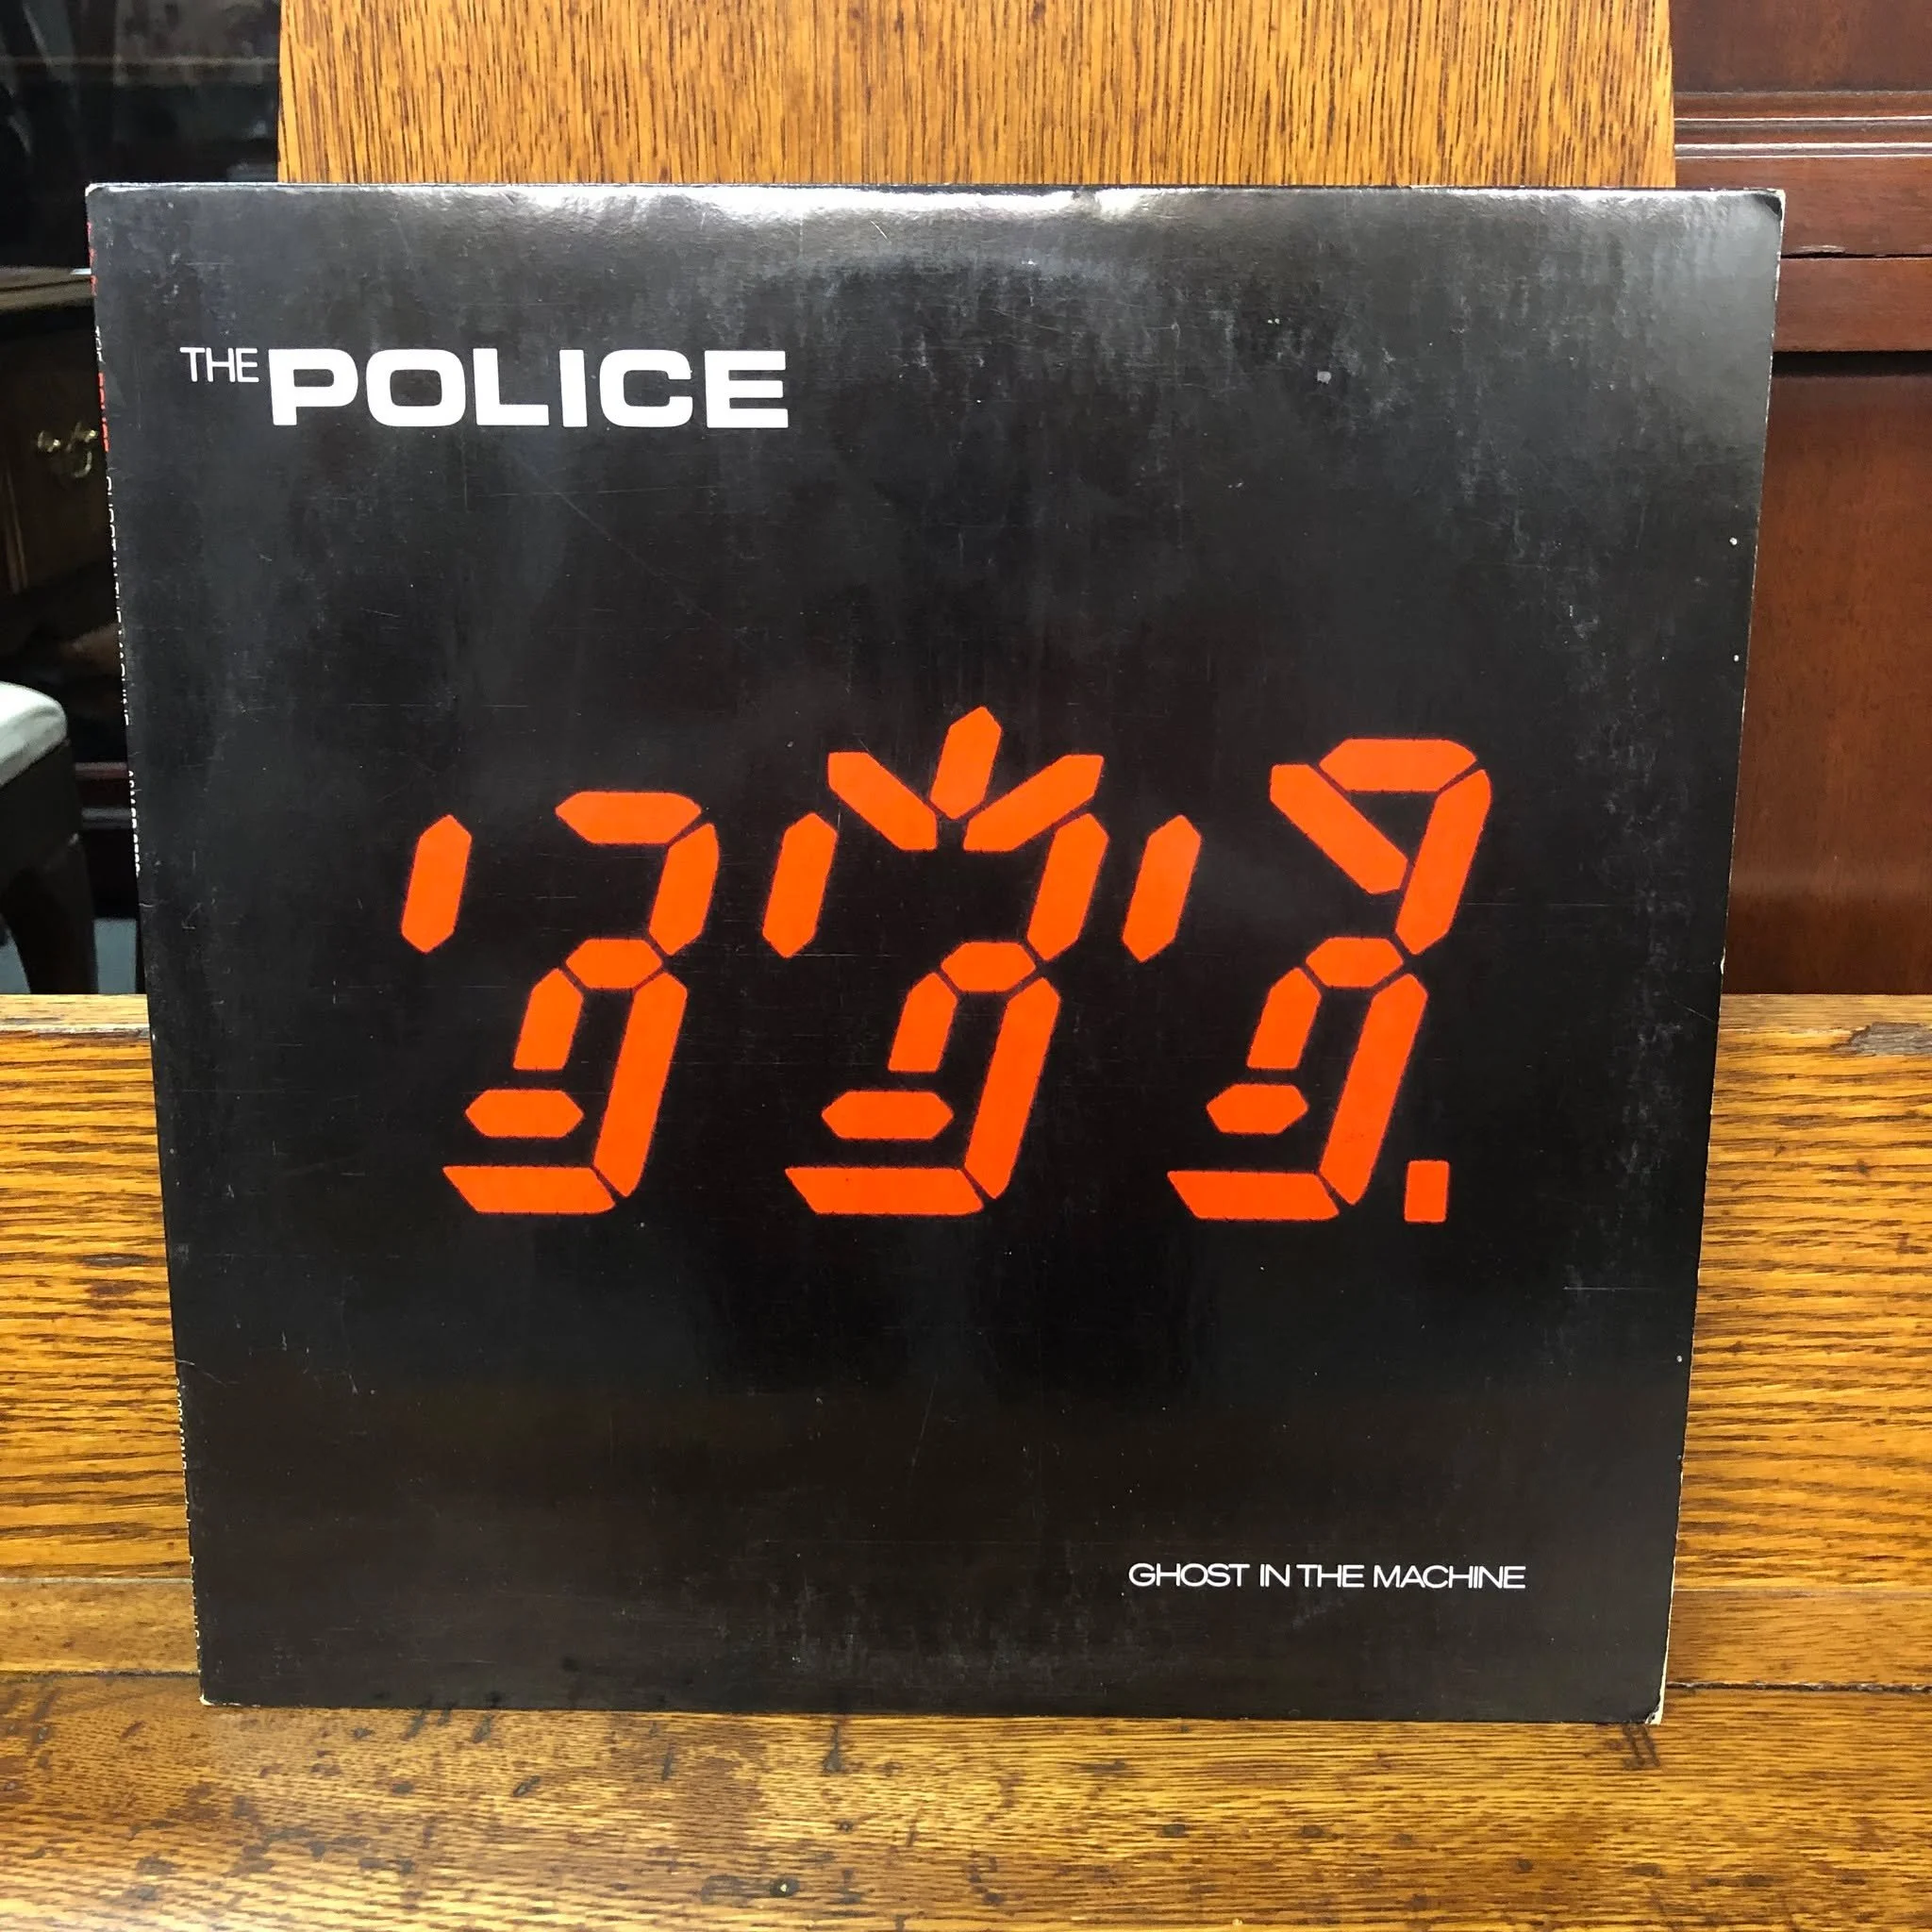 THE POLICE
GHOST IN THE MACHINE